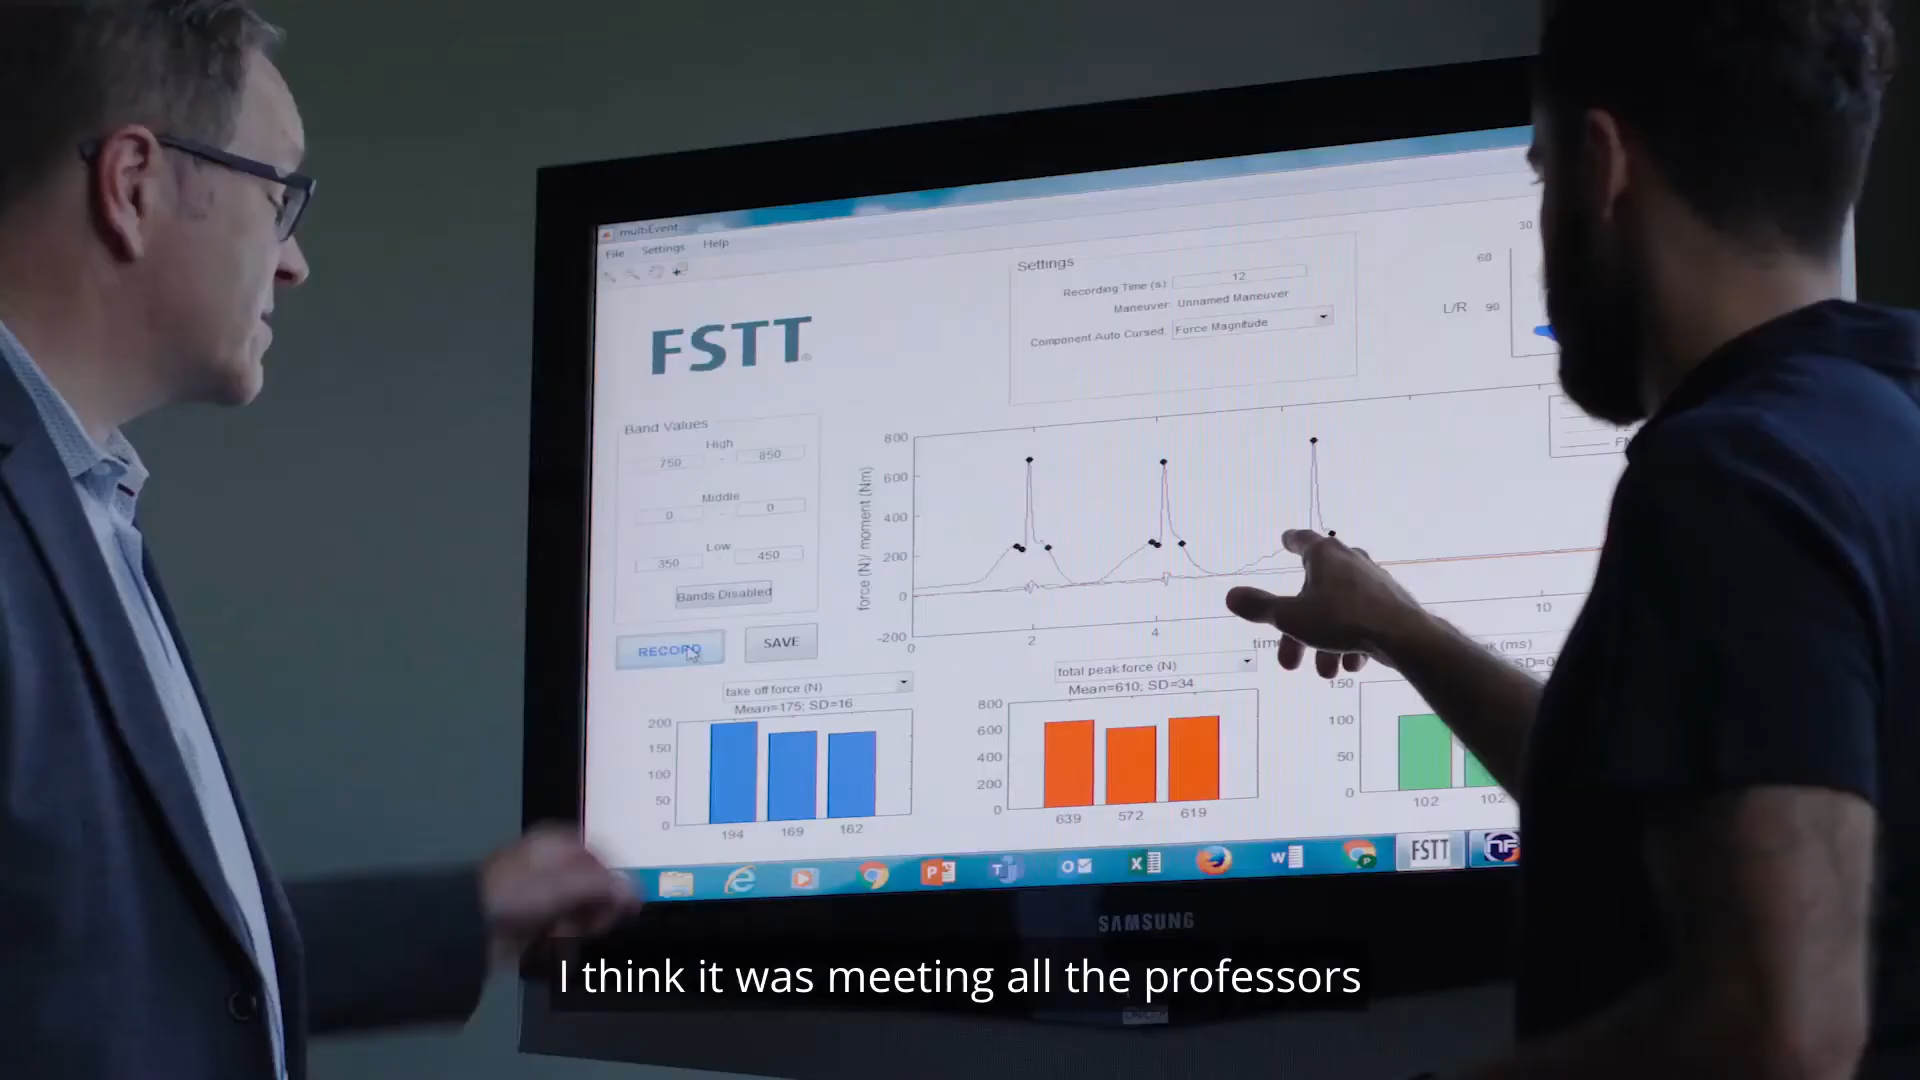 multiEvent
File Settings Help
FSTT
Settings
Recording Time (s): 12
Maneuver: Unnamed Maneuver
Component Auto Cursed: Force Magnitude
30
60
L/R 90
Band Values
High
750 - 850
Middle
0 - 0
Low
350 - 450
Bands Disabled
RECORD SAVE
force (N)/ moment (Nm)
800
600
400
200
0
-200
0 2 4 10
time
take off force (N)
Mean=175; SD=16
200
150
100
50
0
194 169 162
total peak force (N)
Mean=610; SD=34
800
600
400
200
0
639 572 619
(ms)
SD=0
150
100
50
0
102 102
FSTT
SAMSUNG
I think it was meeting all the professors